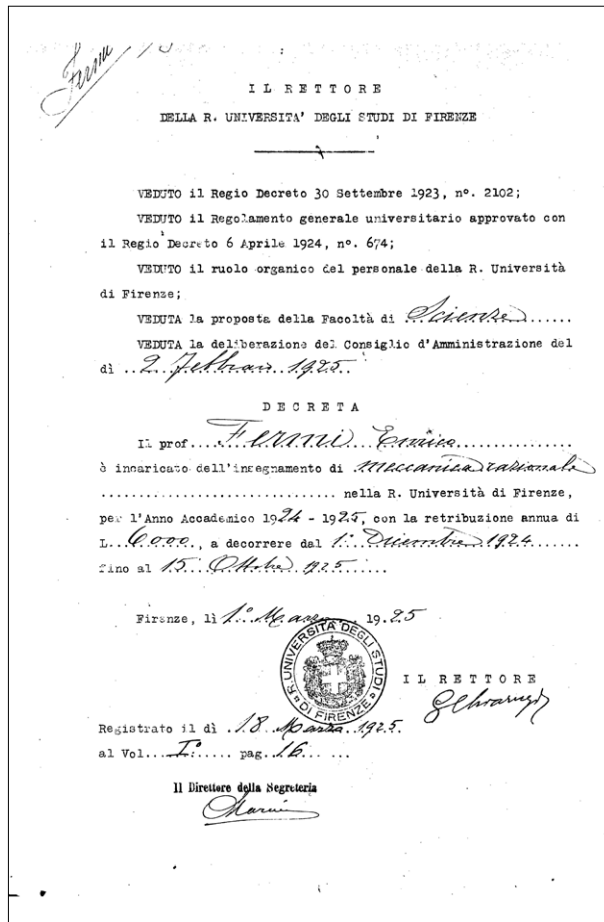 Fermi
IL RETTORE
DELLA R. UNIVERSITA' DEGLI STUDI DI FIRENZE
VEDUTO il Regio Decreto 30 Settembre 1923, n°. 2102;
VEDUTO il Regolamento generale universitario approvato con
il Regio Decreto 6 Aprile 1924, n°. 674;
VEDUTO il ruolo organico del personale della R. Università
di Firenze;
VEDUTA la proposta della Facoltà di Scienze......
VEDUTA la deliberazione del Consiglio d'Amministrazione del
dì ..2 Febbraio 1925..
DECRETA
Il prof....Fermi Enrico...............
è incaricato dell'insegnamento di meccanica razionale
................................ nella R. Università di Firenze,
per l'Anno Accademico 1924 - 1925, con la retribuzione annua di
L...6000.., a decorrere dal 1° Dicembre 1924......
fino al 15 Ottobre 1925......
Firenze, lì 1° Marzo 1925
R. UNIVERSITÀ DEGLI STUDI DI FIRENZE
IL RETTORE
Registrato il dì .18 Marzo 1925.
al Vol...I°..... pag.16.. ...
Il Direttore della Segreteria